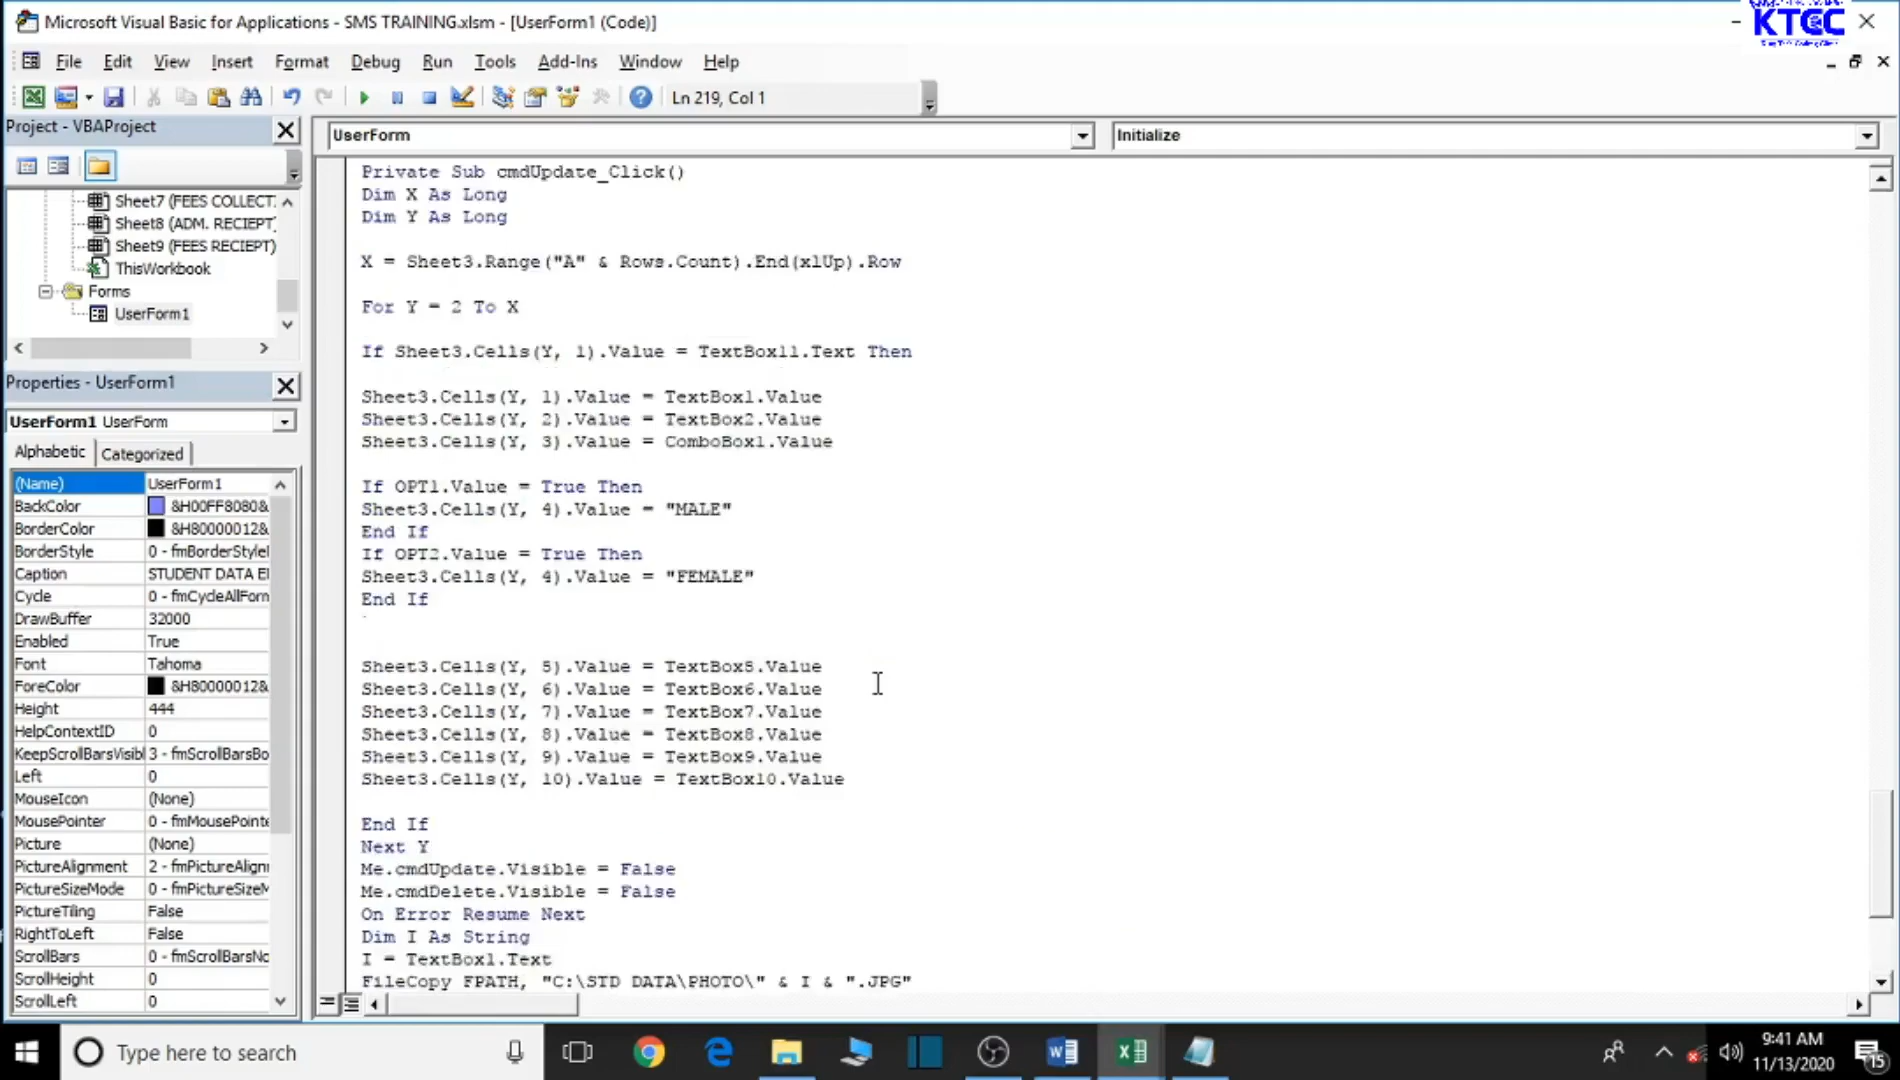 Microsoft Visual Basic for Applications - SMS TRAINING.xlsm - [UserForm1 (Code)]
KTCC
File Edit View Insert Format Debug Run Tools Add-Ins Window Help
Ln 219, Col 1
Project - VBAProject
Sheet7 (FEES COLLECT
Sheet8 (ADM. RECIEPT
Sheet9 (FEES RECIEPT)
ThisWorkbook
Forms
UserForm1
Properties - UserForm1
UserForm1 UserForm
Alphabetic Categorized
(Name) UserForm1
BackColor &H00FF8080&
BorderColor &H80000012&
BorderStyle 0 - fmBorderStyleI
Caption STUDENT DATA E
Cycle 0 - fmCycleAllForm
DrawBuffer 32000
Enabled True
Font Tahoma
ForeColor &H80000012&
Height 444
HelpContextID 0
KeepScrollBarsVisibl 3 - fmScrollBarsBo
Left 0
MouseIcon (None)
MousePointer 0 - fmMousePointe
Picture (None)
PictureAlignment 2 - fmPictureAlignr
PictureSizeMode 0 - fmPictureSizeM
PictureTiling False
RightToLeft False
ScrollBars 0 - fmScrollBarsNo
ScrollHeight 0
ScrollLeft 0
UserForm Initialize
Private Sub cmdUpdate_Click()
Dim X As Long
Dim Y As Long
X = Sheet3.Range("A" & Rows.Count).End(xlUp).Row
For Y = 2 To X
If Sheet3.Cells(Y, 1).Value = TextBox11.Text Then
Sheet3.Cells(Y, 1).Value = TextBox1.Value
Sheet3.Cells(Y, 2).Value = TextBox2.Value
Sheet3.Cells(Y, 3).Value = ComboBox1.Value
If OPT1.Value = True Then
Sheet3.Cells(Y, 4).Value = "MALE"
End If
If OPT2.Value = True Then
Sheet3.Cells(Y, 4).Value = "FEMALE"
End If
Sheet3.Cells(Y, 5).Value = TextBox5.Value
Sheet3.Cells(Y, 6).Value = TextBox6.Value
Sheet3.Cells(Y, 7).Value = TextBox7.Value
Sheet3.Cells(Y, 8).Value = TextBox8.Value
Sheet3.Cells(Y, 9).Value = TextBox9.Value
Sheet3.Cells(Y, 10).Value = TextBox10.Value
End If
Next Y
Me.cmdUpdate.Visible = False
Me.cmdDelete.Visible = False
On Error Resume Next
Dim I As String
I = TextBox1.Text
FileCopy FPATH, "C:\STD DATA\PHOTO\" & I & ".JPG"
Type here to search
9:41 AM
11/13/2020
15